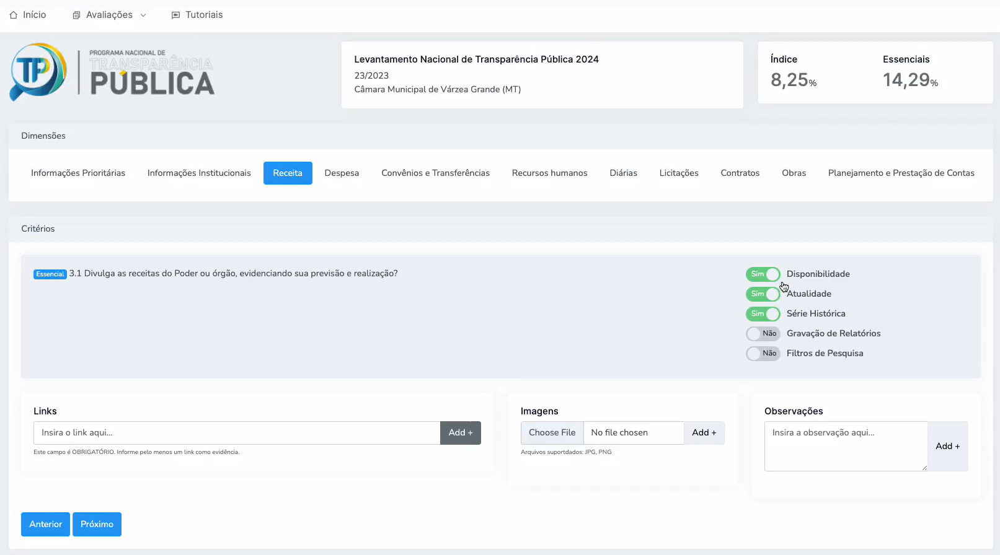 Início Avaliações Tutoriais
TP PROGRAMA NACIONAL DE
TRANSPARÊNCIA
PÚBLICA
Levantamento Nacional de Transparência Pública 2024
23/2023
Câmara Municipal de Várzea Grande (MT)
Índice Essenciais
8,25% 14,29%
Dimensões
Informações Prioritárias Informações Institucionais Receita Despesa Convênios e Transferências Recursos humanos Diárias Licitações Contratos Obras Planejamento e Prestação de Contas
Critérios
Essencial 3.1 Divulga as receitas do Poder ou órgão, evidenciando sua previsão e realização?
Sim Disponibilidade
Sim Atualidade
Sim Série Histórica
Não Gravação de Relatórios
Não Filtros de Pesquisa
Links
Insira o link aqui... Add +
Este campo é OBRIGATÓRIO. Informe pelo menos um link como evidência.
Imagens
Choose File No file chosen Add +
Arquivos suportdados: JPG, PNG
Observações
Insira a observação aqui... Add +
Anterior Próximo